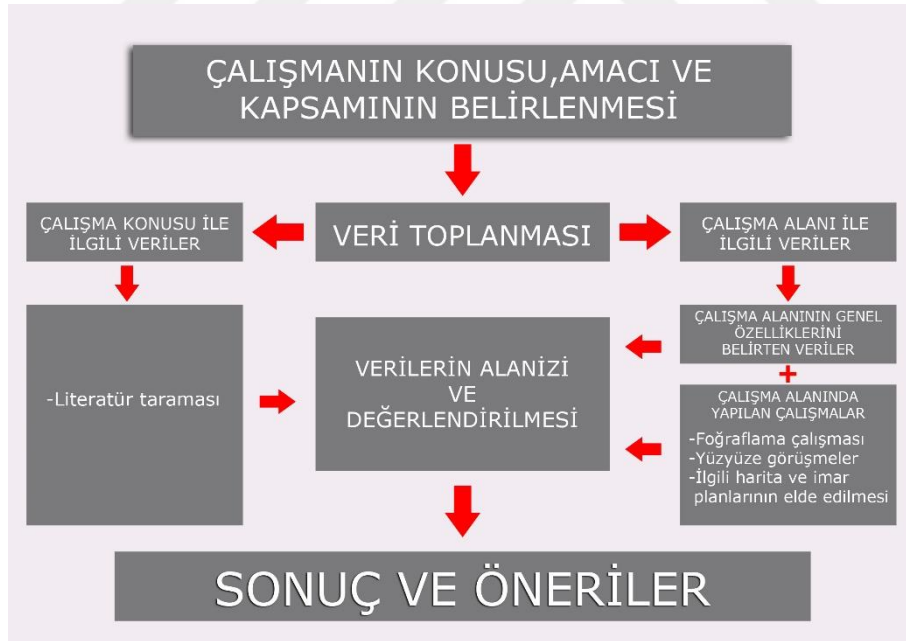 ÇALIŞMANIN KONUSU,AMACI VE
KAPSAMININ BELİRLENMESİ
ÇALIŞMA KONUSU İLE
İLGİLİ VERİLER
VERİ TOPLANMASI
ÇALIŞMA ALANI İLE
İLGİLİ VERİLER
-Literatür taraması
VERİLERİN ALANİZİ
VE
DEĞERLENDİRİLMESİ
ÇALIŞMA ALANININ GENEL
ÖZELLİKLERİNİ
BELİRTEN VERİLER
+
ÇALIŞMA ALANINDA
YAPILAN ÇALIŞMALAR
-Foğraflama çalışması
-Yüzyüze görüşmeler
-İlgili harita ve imar
planlarının elde edilmesi
SONUÇ VE ÖNERİLER